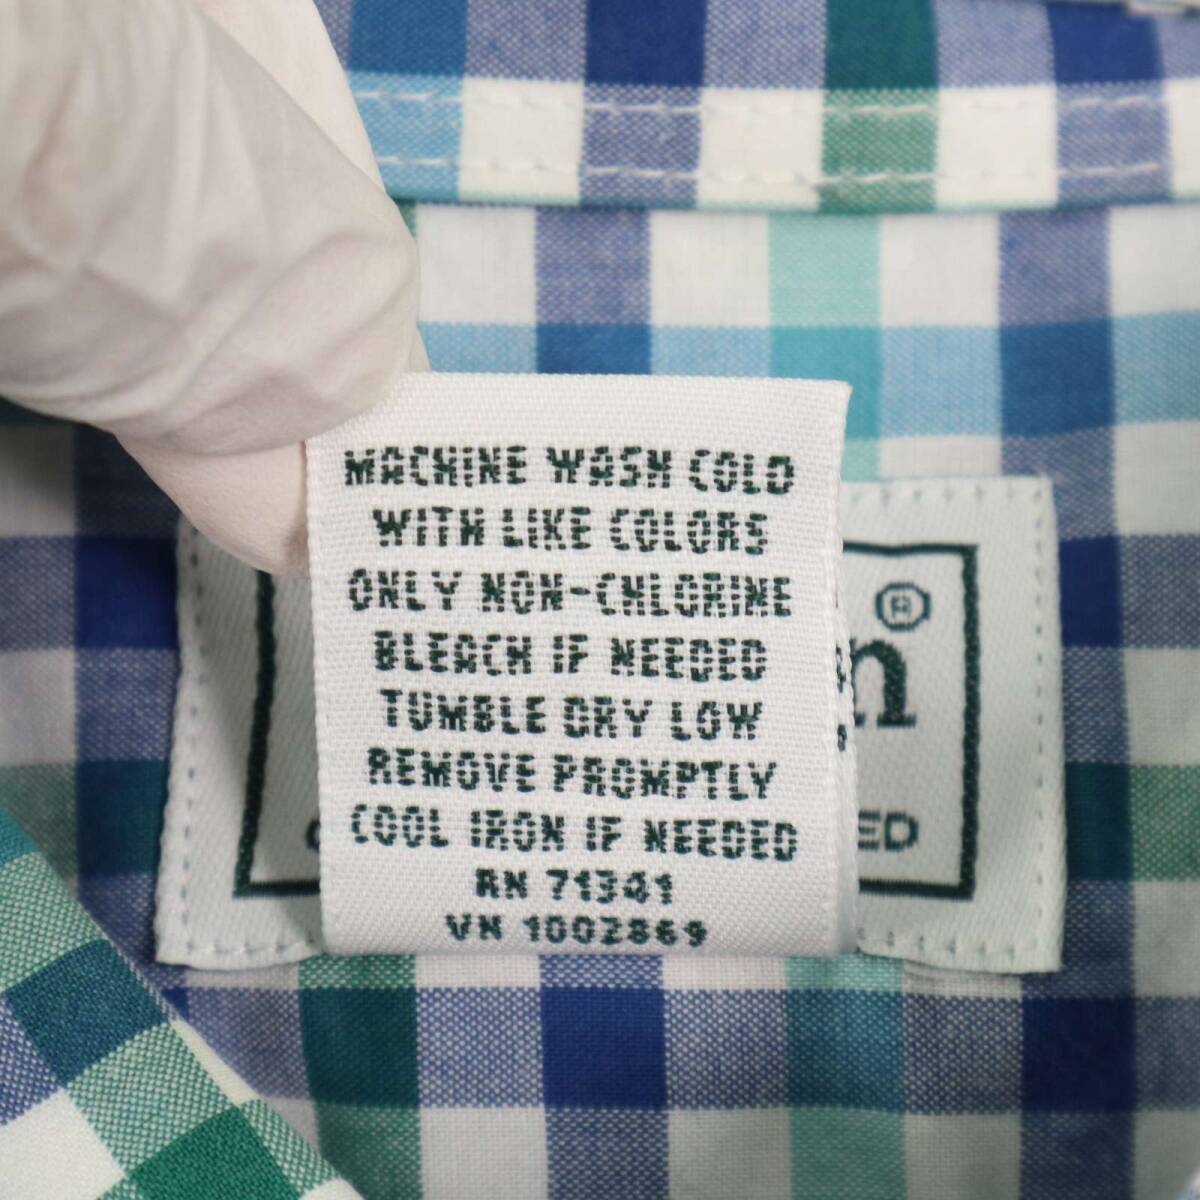 MACHINE WASH COLD
WITH LIKE COLORS
ONLY NON-CHLORINE
BLEACH IF NEEDED
TUMBLE DRY LOW
REMOVE PROMPTLY
COOL IRON IF NEEDED
RN 71341
VN 1002869